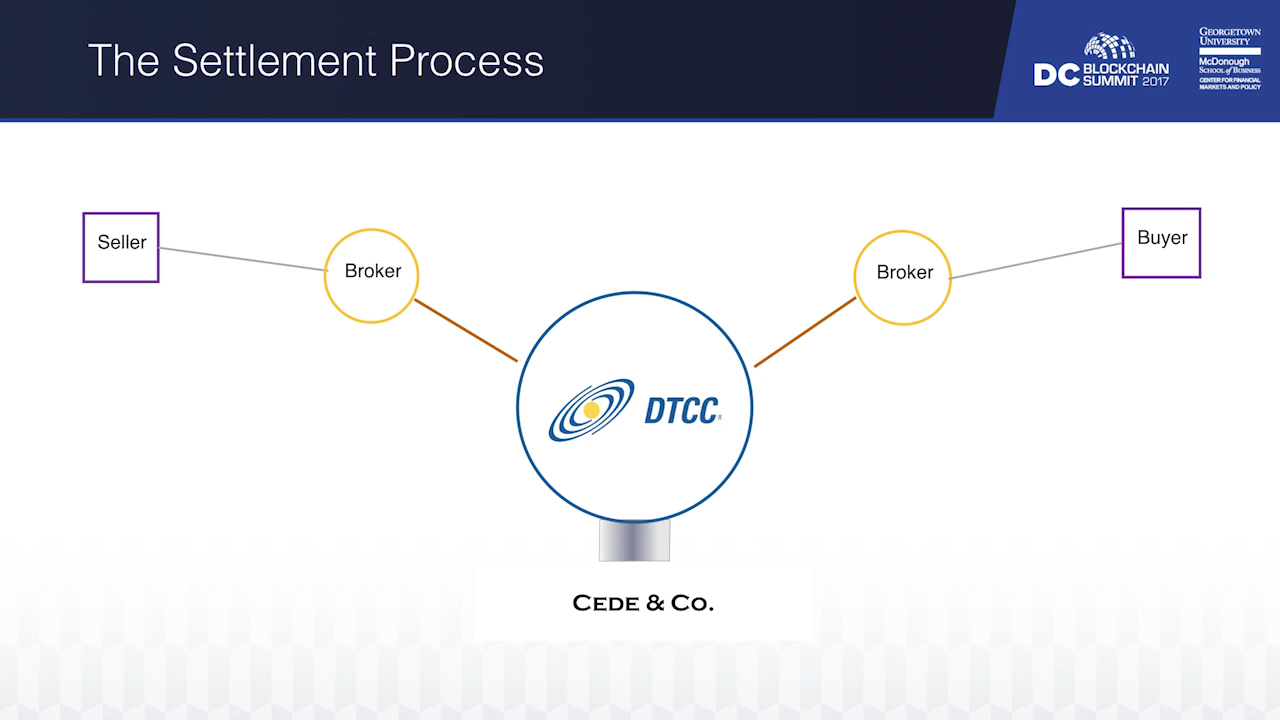 The Settlement Process
DC BLOCKCHAIN
SUMMIT 2017
GEORGETOWN
UNIVERSITY
McDonough
SCHOOL of BUSINESS
CENTER FOR FINANCIAL
MARKETS AND POLICY
Seller
Broker
Broker
Buyer
DTCC®
CEDE & CO.